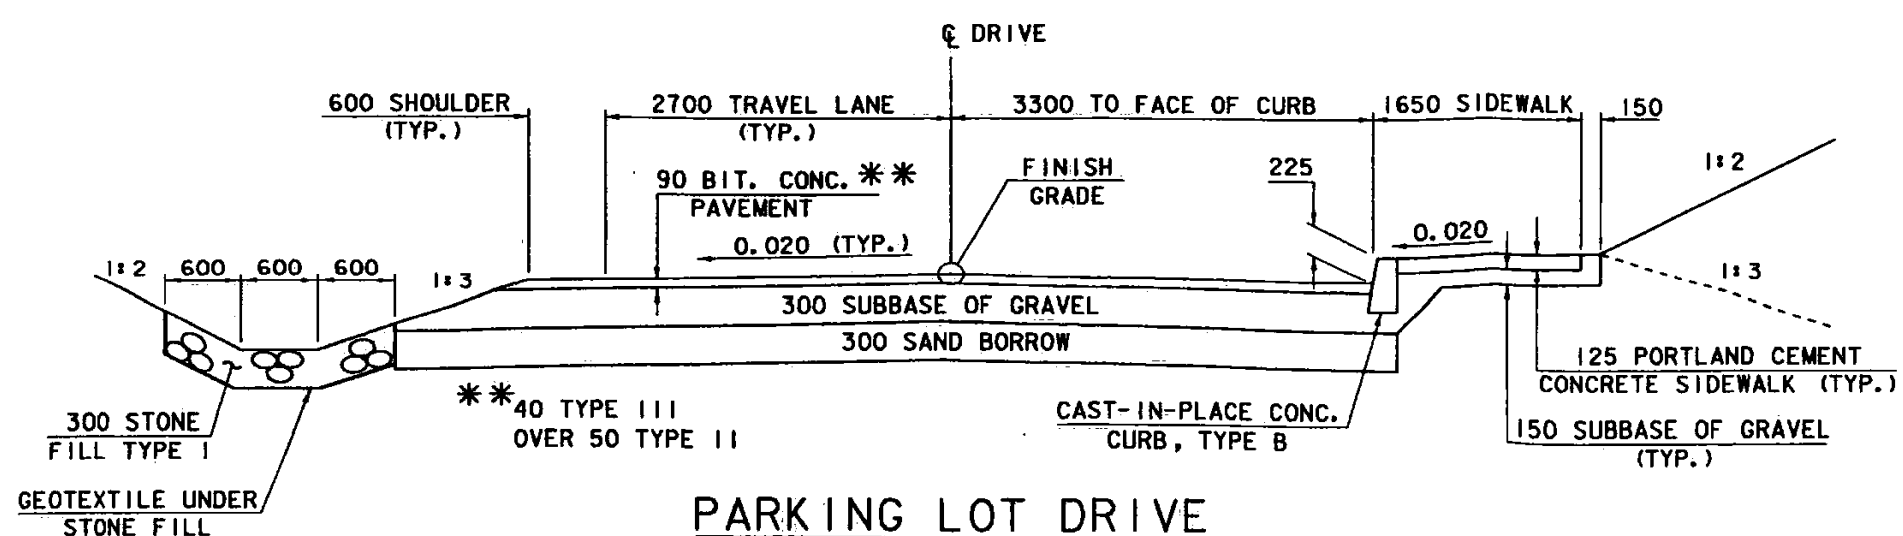 ℄ DRIVE
600 SHOULDER
(TYP.)
2700 TRAVEL LANE
(TYP.)
3300 TO FACE OF CURB
1650 SIDEWALK
150
90 BIT. CONC. **
PAVEMENT
FINISH
GRADE
225
1:2
0.020 (TYP.)
0.020
1:2
600
600
600
1:3
1:3
300 SUBBASE OF GRAVEL
300 SAND BORROW
125 PORTLAND CEMENT
CONCRETE SIDEWALK (TYP.)
**40 TYPE III
OVER 50 TYPE II
CAST-IN-PLACE CONC.
CURB, TYPE B
150 SUBBASE OF GRAVEL
(TYP.)
300 STONE
FILL TYPE I
GEOTEXTILE UNDER
STONE FILL
PARKING LOT DRIVE